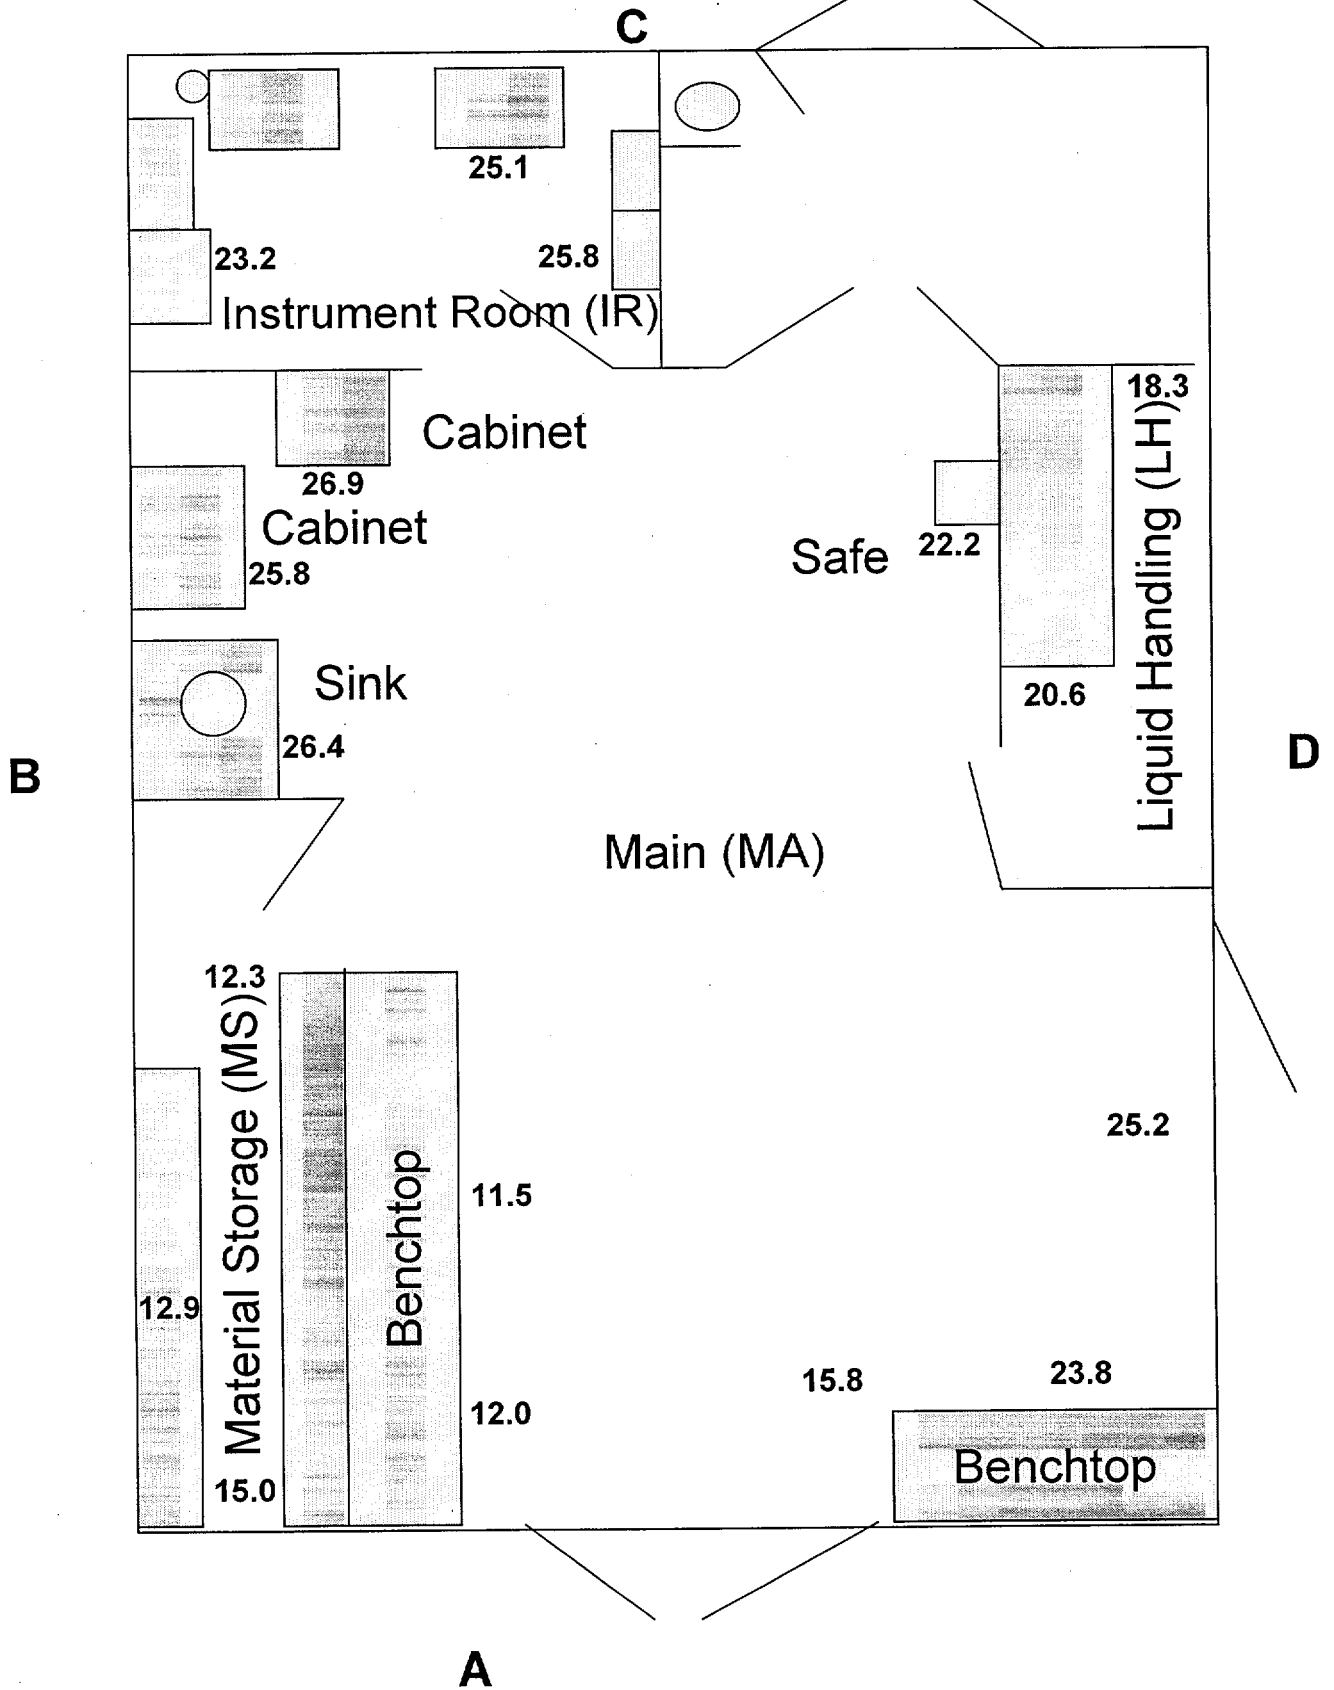 C
25.1
23.2
25.8
Instrument Room (IR)
18.3
Cabinet
26.9
Cabinet
22.2
Safe
25.8
Liquid Handling (LH)
Sink
20.6
26.4
B
D
Main (MA)
12.3
Material Storage (MS)
25.2
Benchtop
11.5
12.9
15.8
23.8
12.0
Benchtop
15.0
A